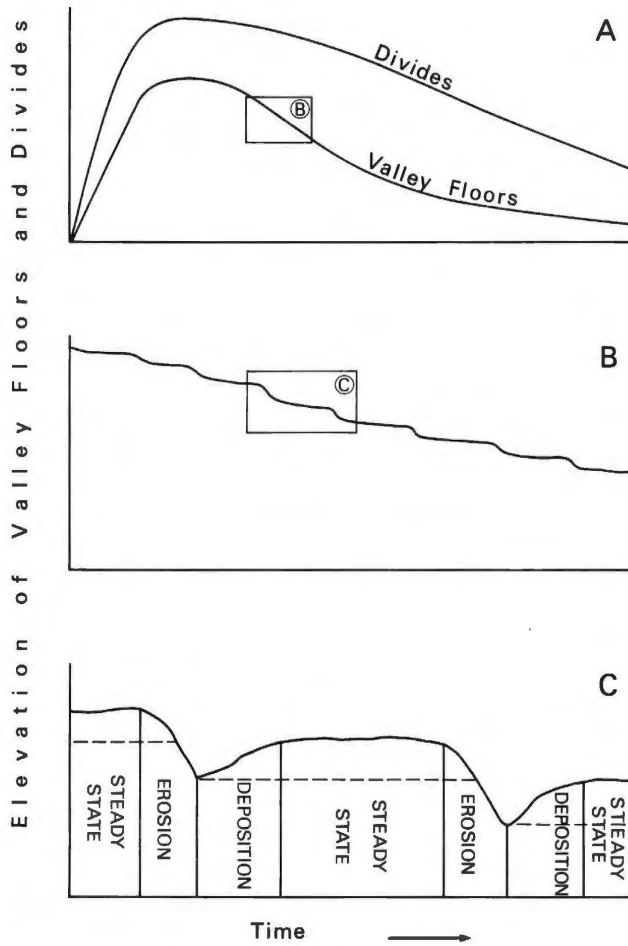 Elevation of Valley Floors and Divides
A
Divides
B
Valley Floors
B
C
C
STEADY
STATE
EROSION
DEPOSITION
STEADY
STATE
EROSION
DEPOSITION
STIEADY
STATE
Time